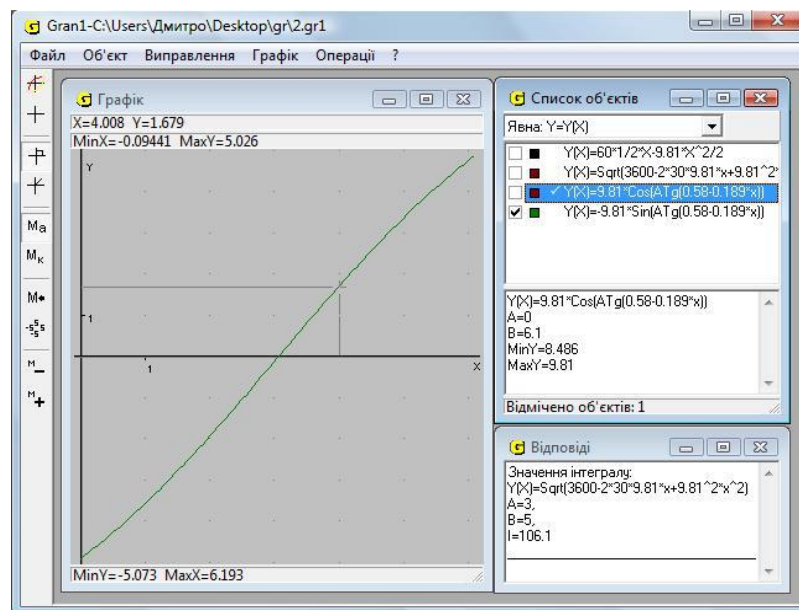 Gran1-C:\Users\Дмитро\Desktop\gr\2.gr1
Файл Об'єкт Виправлення Графік Операції ?
Графік
X=4.008 Y=1.679
MinX=-0.09441 MaxY=5.026
Y
1
1
X
MinY=-5.073 MaxX=6.193
Mа
Mк
M
-s5s
M
M
Список об'єктів
Явна: Y=Y(X)
Y(X)=60*1/2*X-9.81*X^2/2
Y(X)=Sqrt(3600-2*30*9.81*x+9.81^2*
Y(X)=9.81*Cos(ATg(0.58-0.189*x))
Y(X)=-9.81*Sin(ATg(0.58-0.189*x))
Y(X)=9.81*Cos(ATg(0.58-0.189*x))
A=0
B=6.1
MinY=8.486
MaxY=9.81
Відмічено об'єктів: 1
Відповіді
Значення інтегралу:
Y(X)=Sqrt(3600-2*30*9.81*x+9.81^2*x^2)
A=3,
B=5,
I=106.1